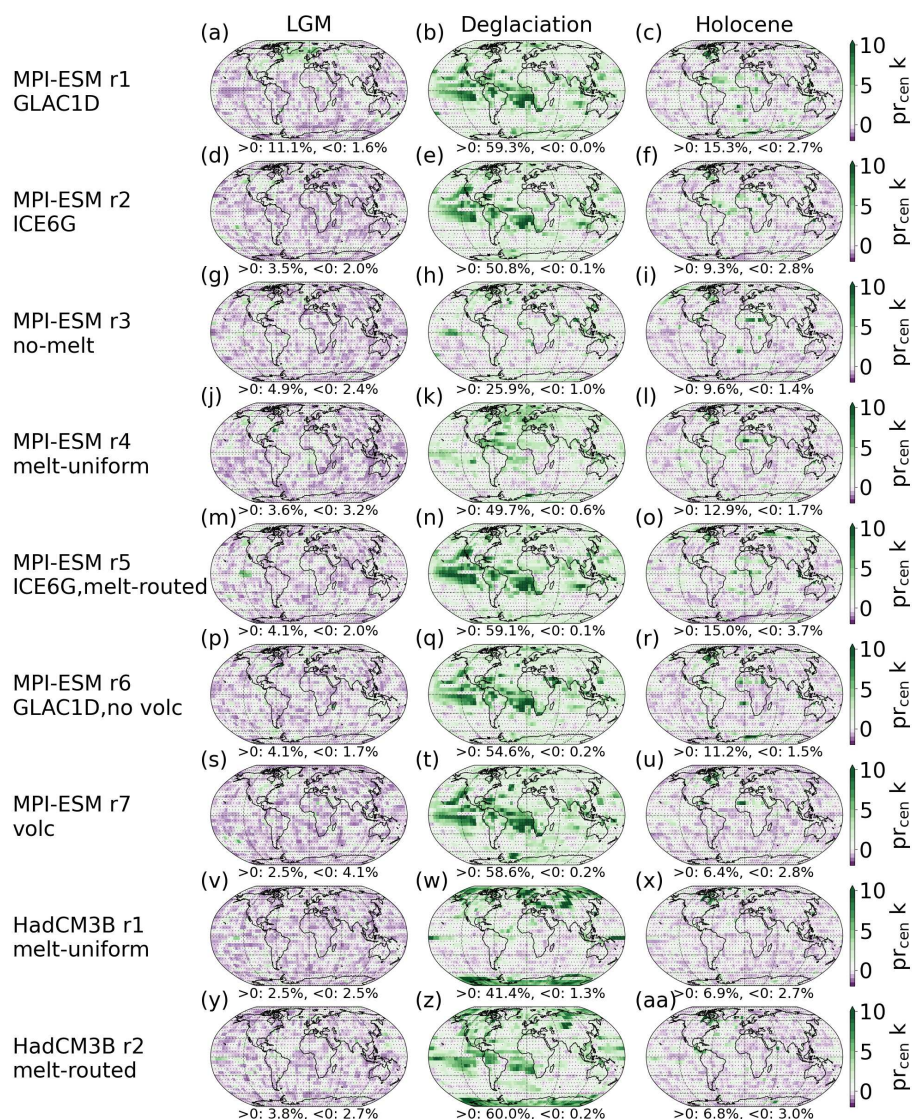 LGM Deglaciation Holocene
(a) (b) (c)
MPI-ESM r1
GLAC1D
10
5
0
pr_cen k
>0: 11.1%, <0: 1.6% >0: 59.3%, <0: 0.0% >0: 15.3%, <0: 2.7%
(d) (e) (f)
MPI-ESM r2
ICE6G
10
5
0
pr_cen k
>0: 3.5%, <0: 2.0% >0: 50.8%, <0: 0.1% >0: 9.3%, <0: 2.8%
(g) (h) (i)
MPI-ESM r3
no-melt
10
5
0
pr_cen k
>0: 4.9%, <0: 2.4% >0: 25.9%, <0: 1.0% >0: 9.6%, <0: 1.4%
(j) (k) (l)
MPI-ESM r4
melt-uniform
10
5
0
pr_cen k
>0: 3.6%, <0: 3.2% >0: 49.7%, <0: 0.6% >0: 12.9%, <0: 1.7%
(m) (n) (o)
MPI-ESM r5
ICE6G,melt-routed
10
5
0
pr_cen k
>0: 4.1%, <0: 2.0% >0: 59.1%, <0: 0.1% >0: 15.0%, <0: 3.7%
(p) (q) (r)
MPI-ESM r6
GLAC1D,no volc
10
5
0
pr_cen k
>0: 4.1%, <0: 1.7% >0: 54.6%, <0: 0.2% >0: 11.2%, <0: 1.5%
(s) (t) (u)
MPI-ESM r7
volc
10
5
0
pr_cen k
>0: 2.5%, <0: 4.1% >0: 58.6%, <0: 0.2% >0: 6.4%, <0: 2.8%
(v) (w) (x)
HadCM3B r1
melt-uniform
10
5
0
pr_cen k
>0: 2.5%, <0: 2.5% >0: 41.4%, <0: 1.3% >0: 6.9%, <0: 2.7%
(y) (z) (aa)
HadCM3B r2
melt-routed
10
5
0
pr_cen k
>0: 3.8%, <0: 2.7% >0: 60.0%, <0: 0.2% >0: 6.8%, <0: 3.0%